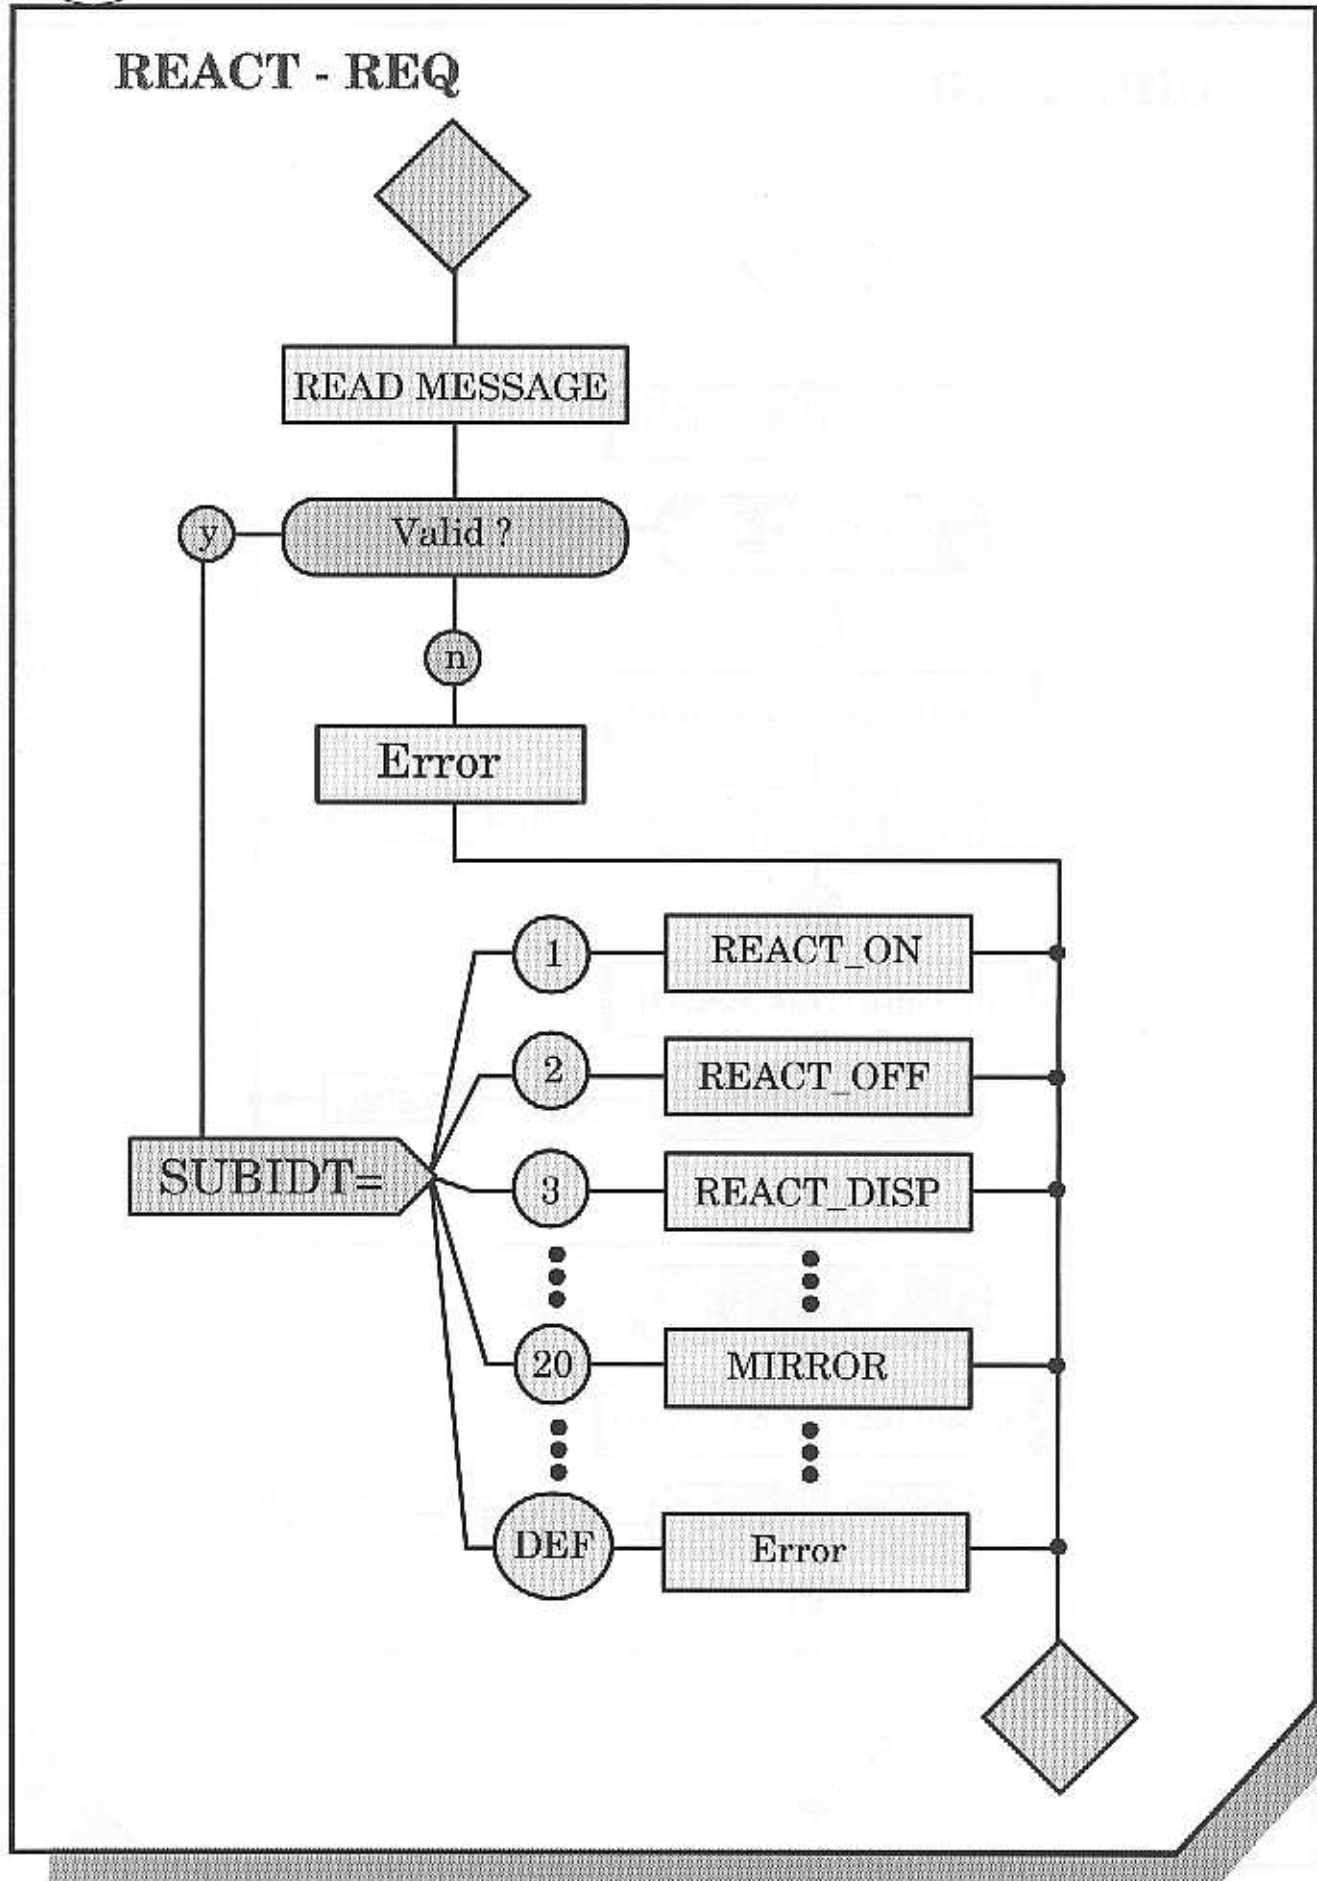 REACT - REQ
READ MESSAGE
y
Valid ?
n
Error
1
REACT_ON
2
REACT_OFF
SUBIDT=
3
REACT_DISP
20
MIRROR
DEF
Error